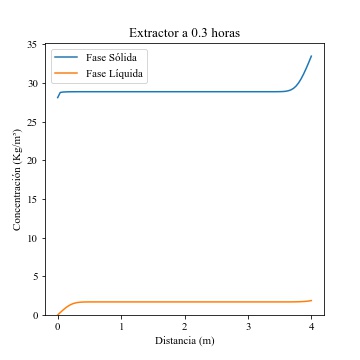 Extractor a 0.3 horas
Fase Sólida
Fase Líquida
Concentración (Kg/m³)
35
30
25
20
15
10
5
0
0 1 2 3 4
Distancia (m)